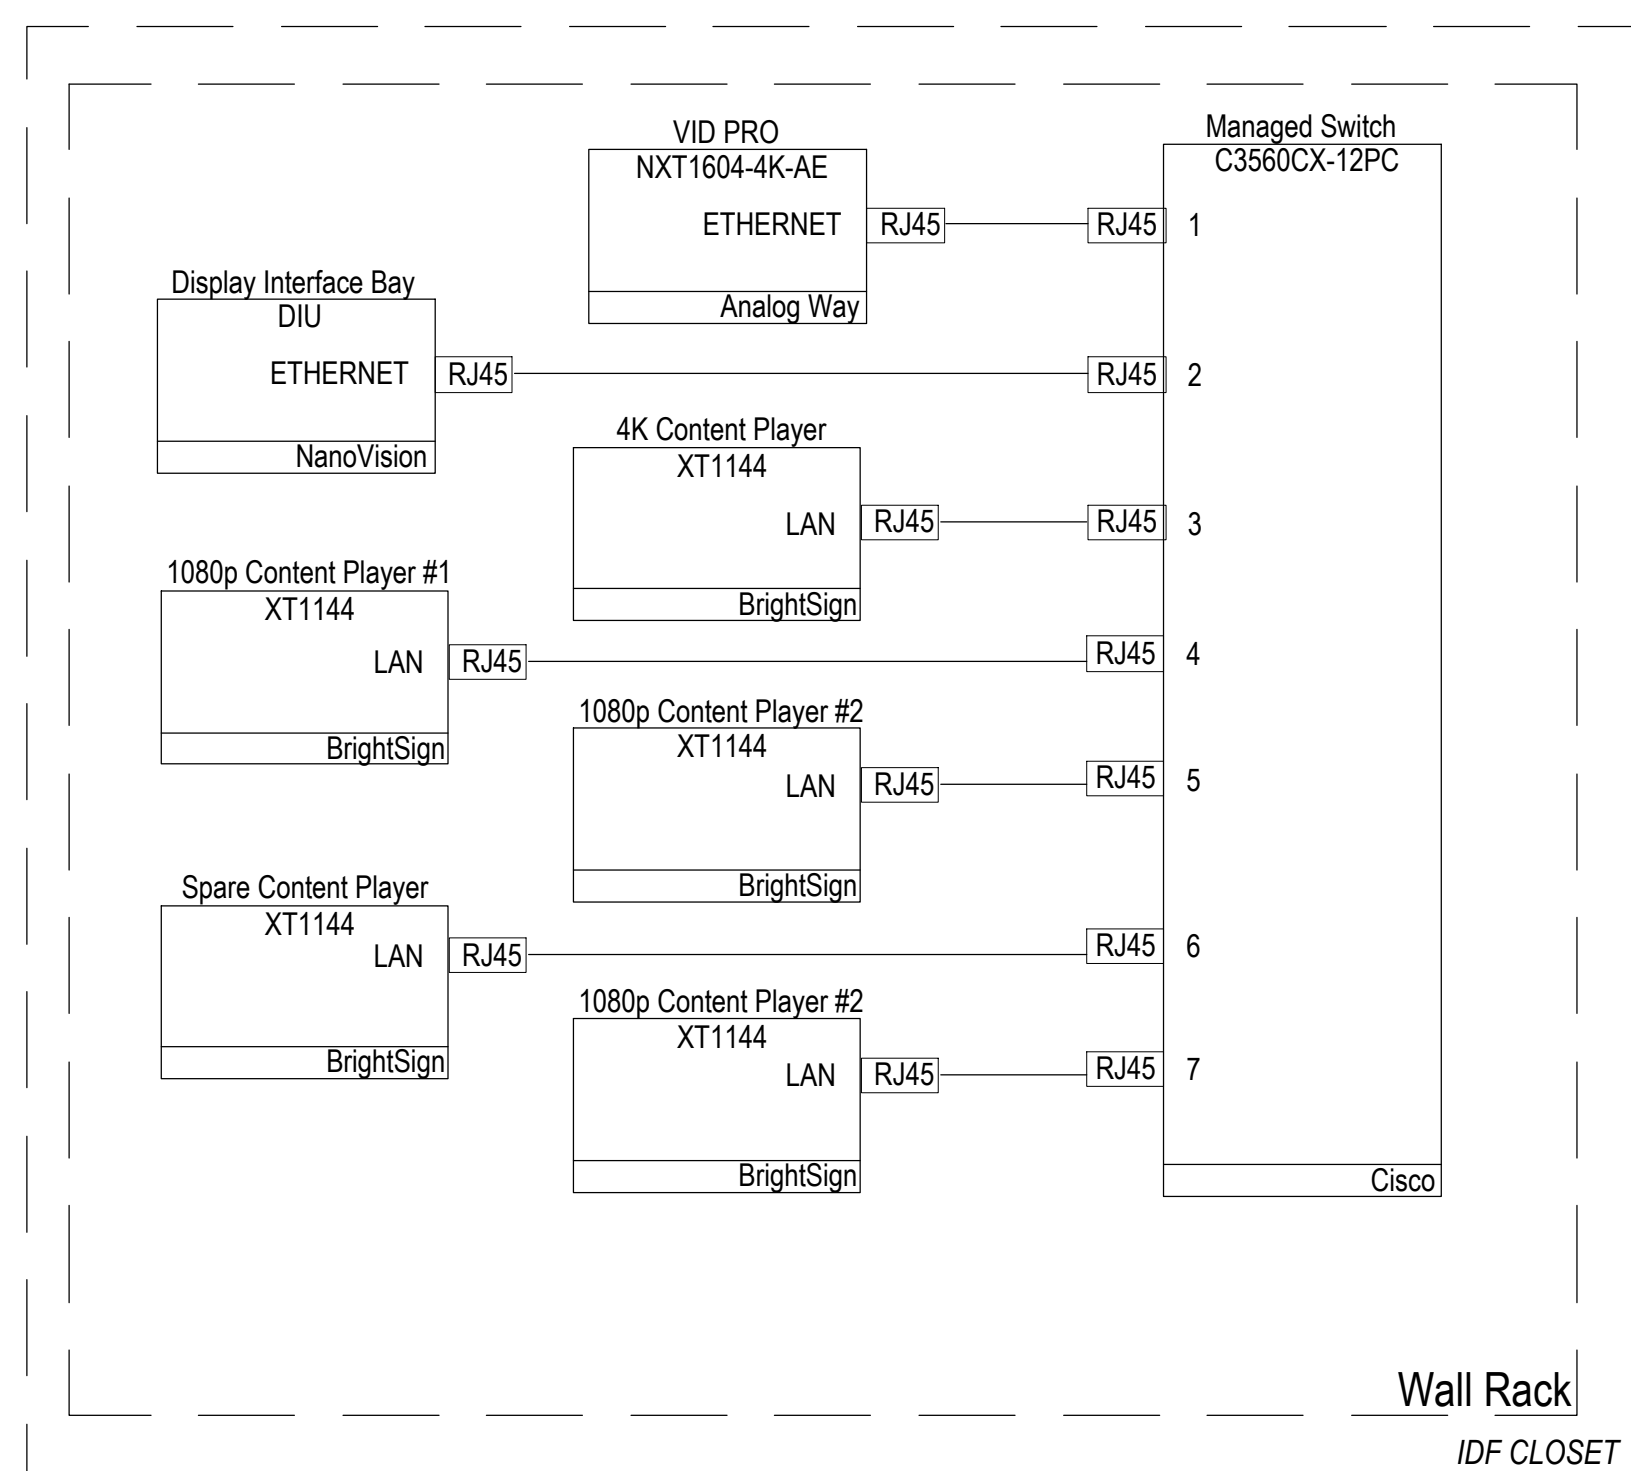 VID PRO
NXT1604-4K-AE
ETHERNET
RJ45
Analog Way
Managed Switch
C3560CX-12PC
RJ45 1
Display Interface Bay
DIU
ETHERNET
RJ45
NanoVision
RJ45 2
4K Content Player
XT1144
LAN
RJ45
BrightSign
RJ45 3
1080p Content Player #1
XT1144
LAN
RJ45
BrightSign
RJ45 4
1080p Content Player #2
XT1144
LAN
RJ45
BrightSign
RJ45 5
Spare Content Player
XT1144
LAN
RJ45
BrightSign
RJ45 6
1080p Content Player #2
XT1144
LAN
RJ45
BrightSign
RJ45 7
Cisco
Wall Rack
IDF CLOSET